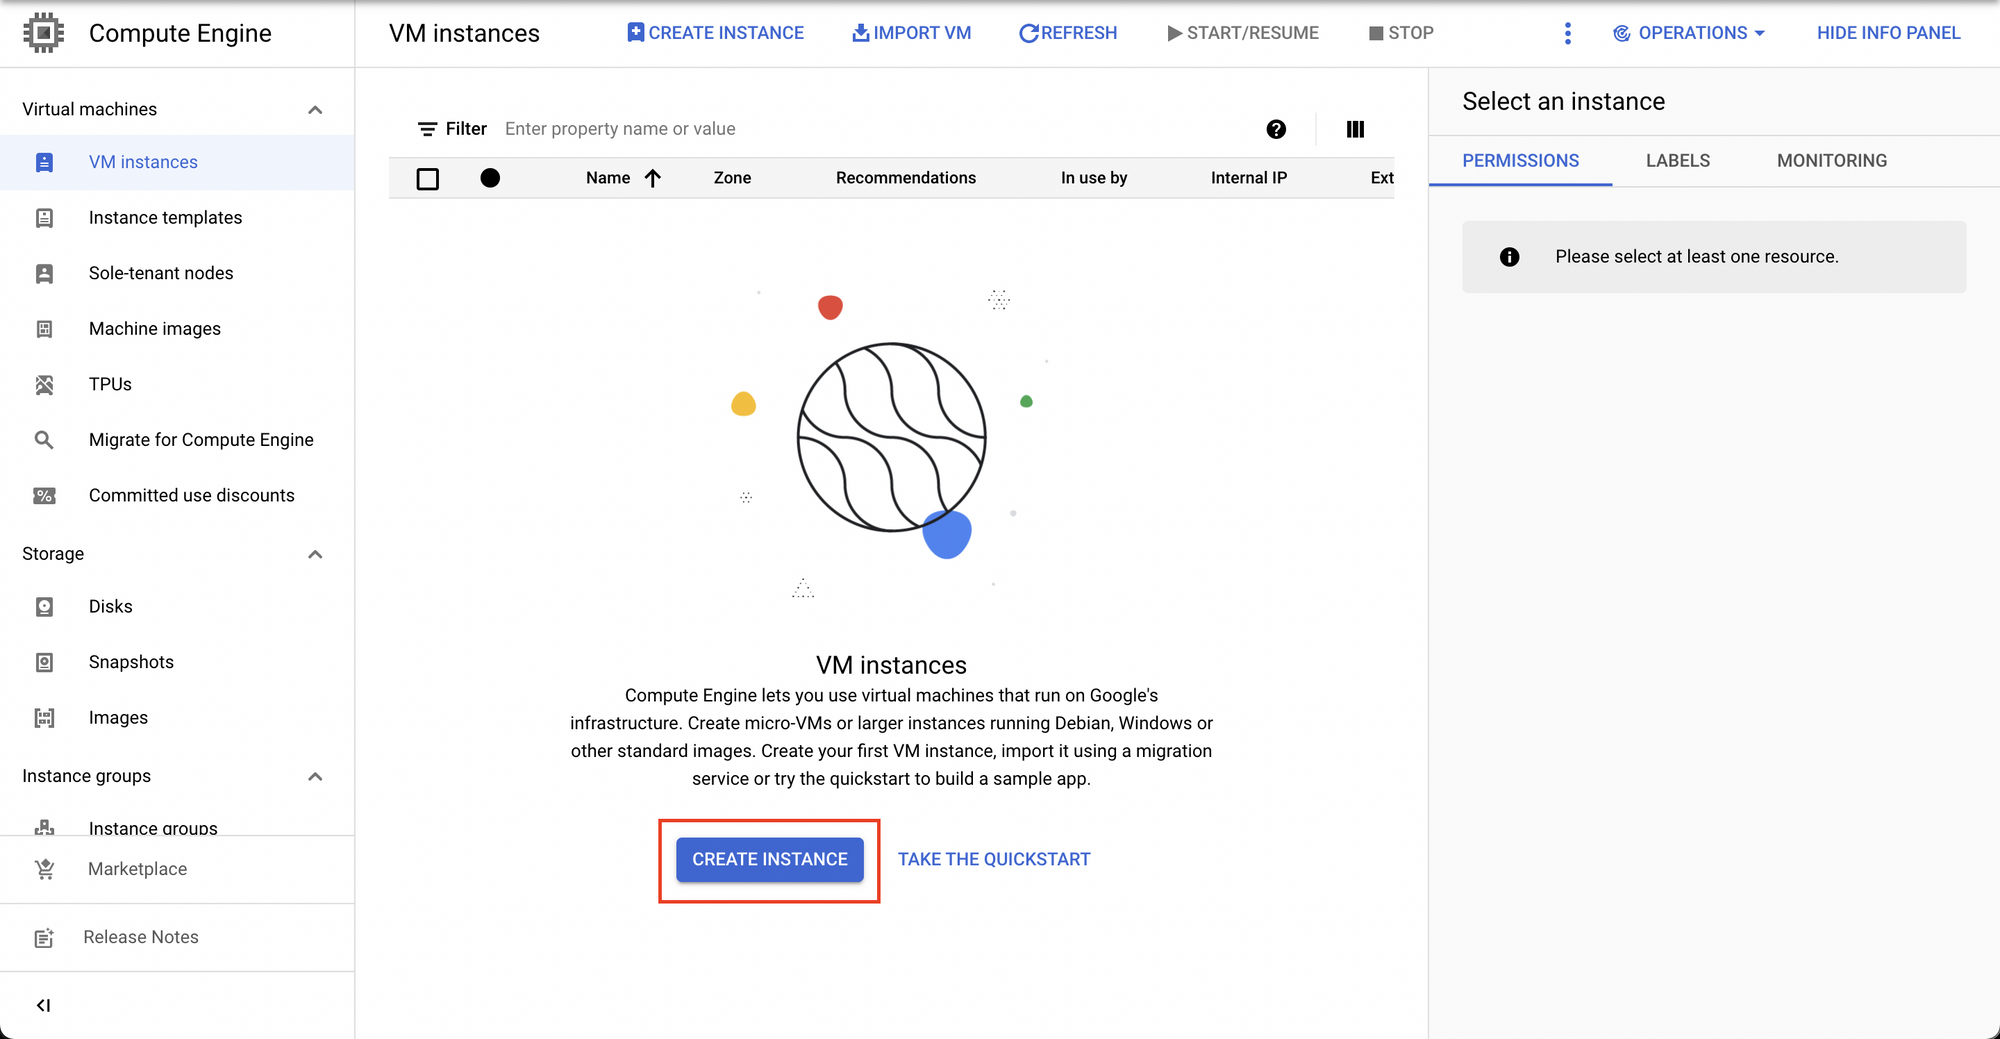 Compute Engine
VM instances
CREATE INSTANCE
IMPORT VM
REFRESH
START/RESUME
STOP
OPERATIONS
HIDE INFO PANEL
Virtual machines
VM instances
Instance templates
Sole-tenant nodes
Machine images
TPUs
Migrate for Compute Engine
Committed use discounts
Storage
Disks
Snapshots
Images
Instance groups
Instance groups
Marketplace
Release Notes
Filter Enter property name or value
Name Zone Recommendations In use by Internal IP Ext
VM instances
Compute Engine lets you use virtual machines that run on Google's
infrastructure. Create micro-VMs or larger instances running Debian, Windows or
other standard images. Create your first VM instance, import it using a migration
service or try the quickstart to build a sample app.
CREATE INSTANCE
TAKE THE QUICKSTART
Select an instance
PERMISSIONS LABELS MONITORING
Please select at least one resource.